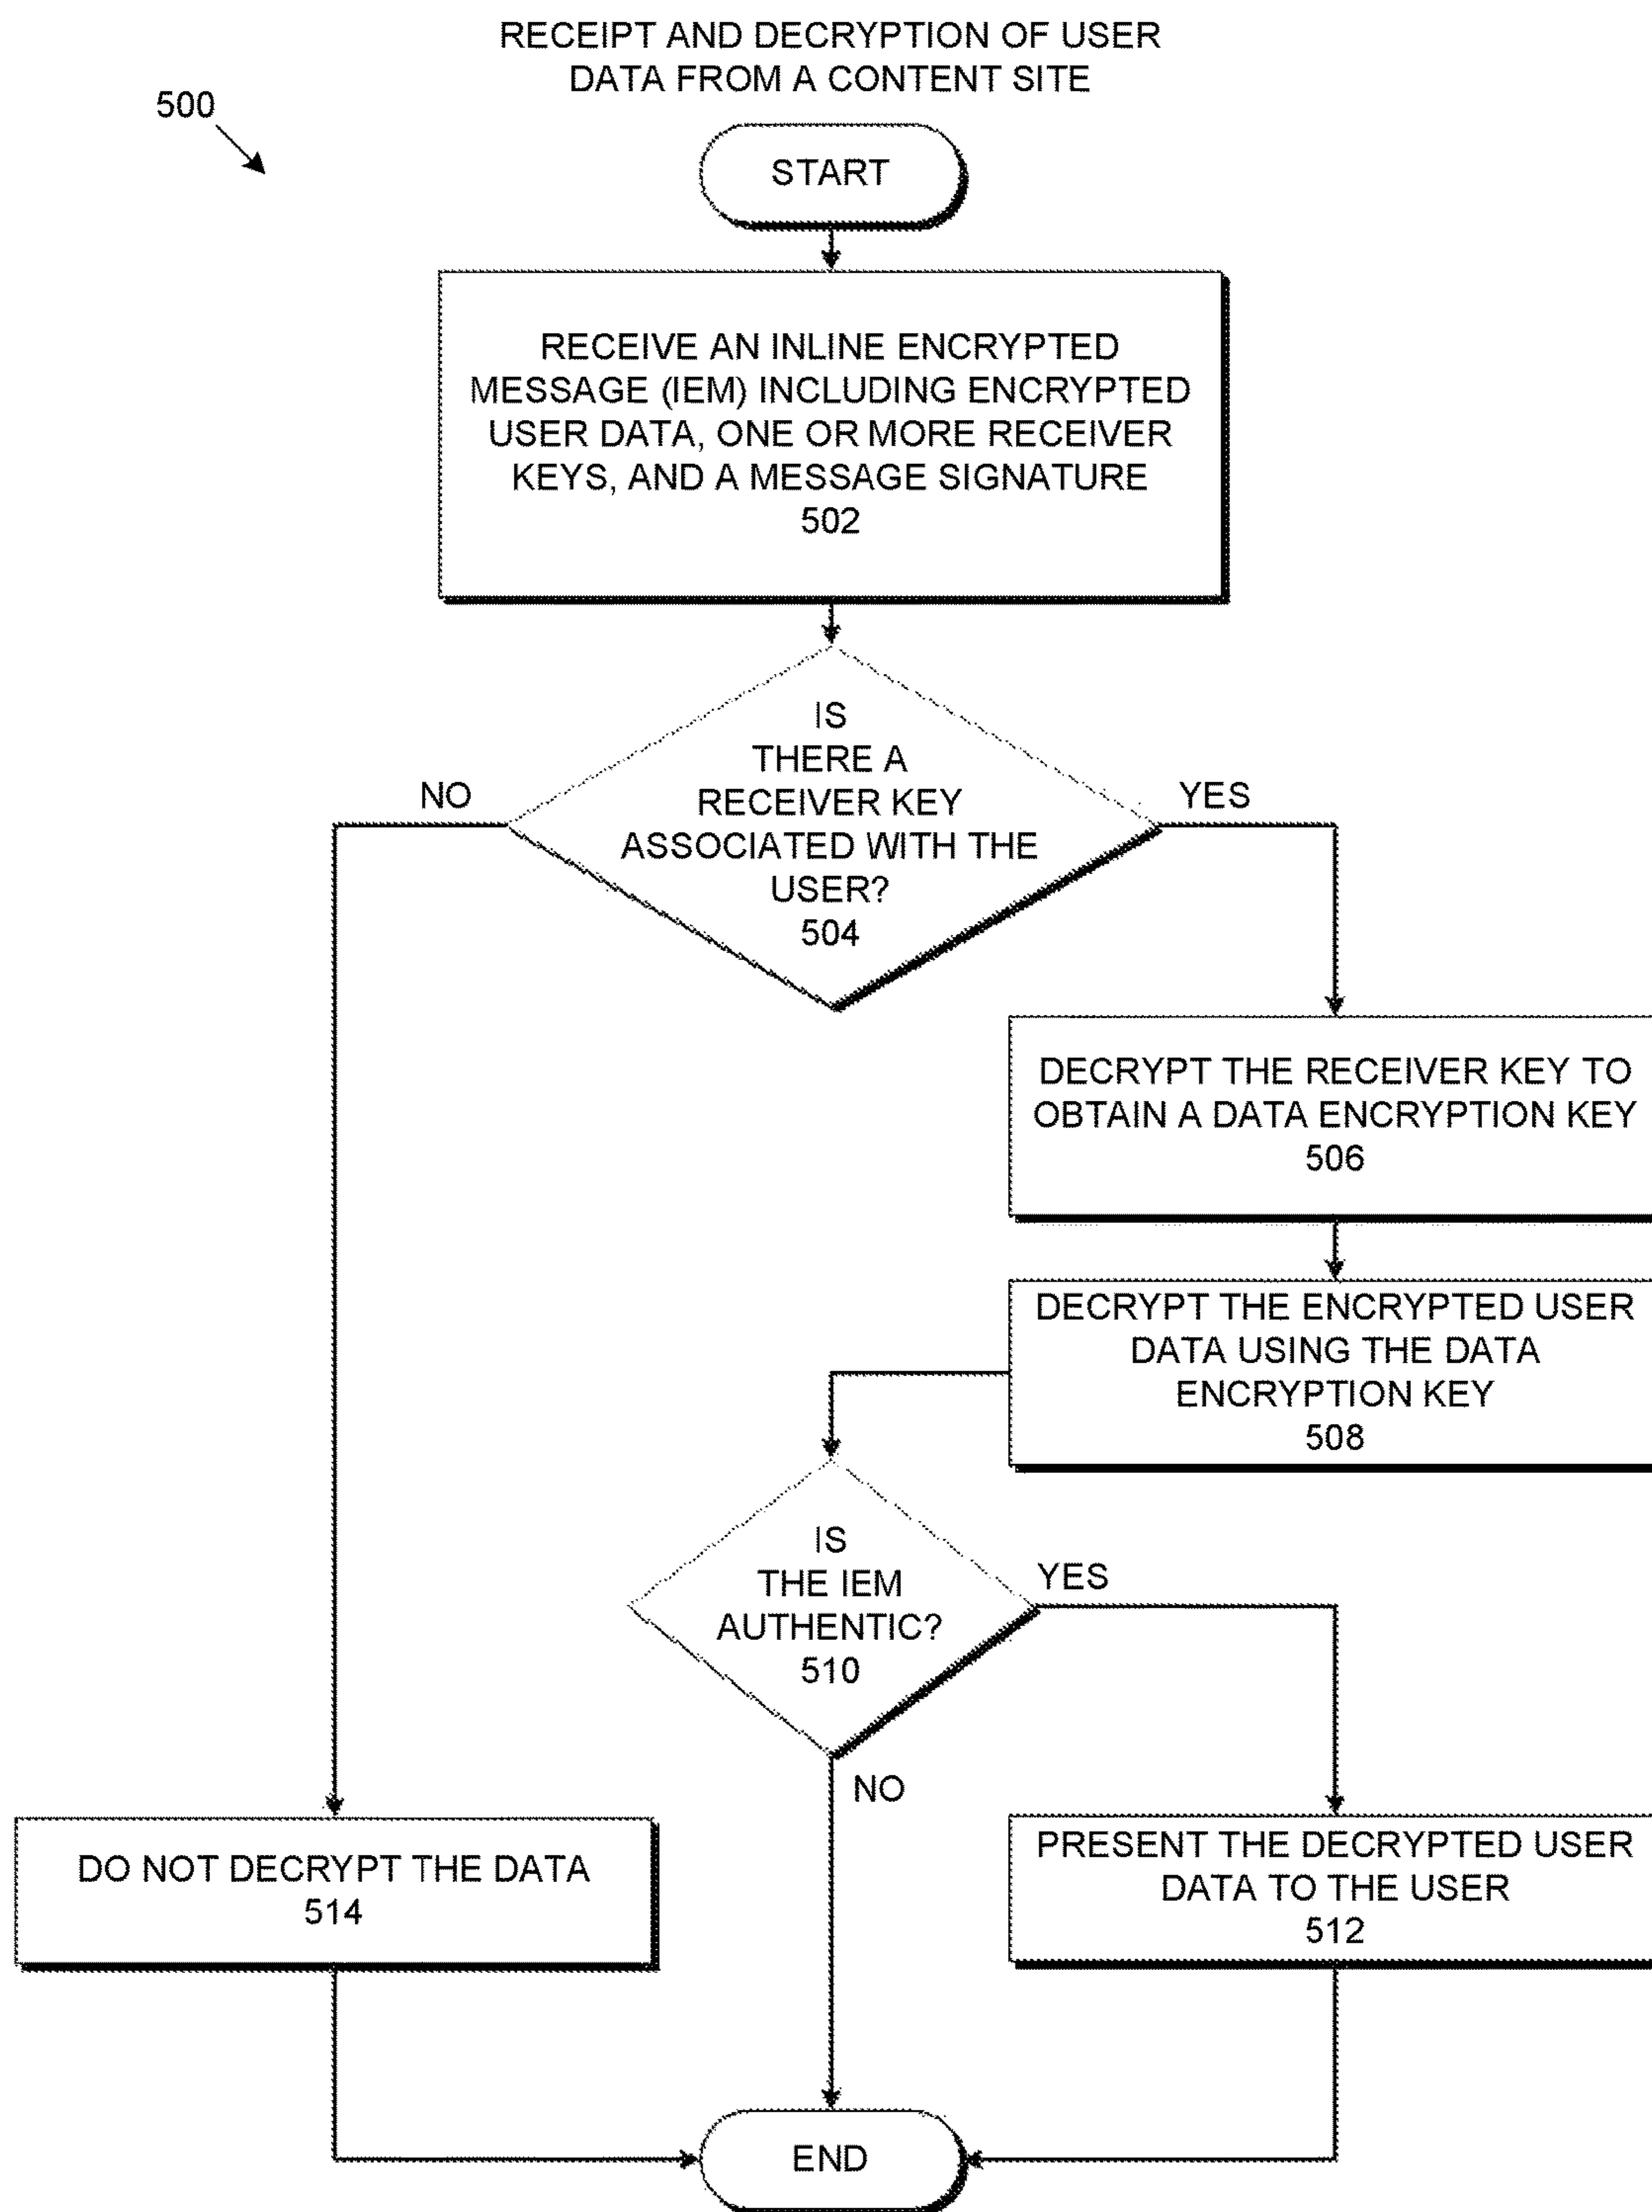 RECEIPT AND DECRYPTION OF USER
DATA FROM A CONTENT SITE
500
START
RECEIVE AN INLINE ENCRYPTED
MESSAGE (IEM) INCLUDING ENCRYPTED
USER DATA, ONE OR MORE RECEIVER
KEYS, AND A MESSAGE SIGNATURE
502
IS
THERE A
RECEIVER KEY
ASSOCIATED WITH THE
USER?
504
NO
YES
DECRYPT THE RECEIVER KEY TO
OBTAIN A DATA ENCRYPTION KEY
506
DECRYPT THE ENCRYPTED USER
DATA USING THE DATA
ENCRYPTION KEY
508
IS
THE IEM
AUTHENTIC?
510
YES
NO
DO NOT DECRYPT THE DATA
514
PRESENT THE DECRYPTED USER
DATA TO THE USER
512
END